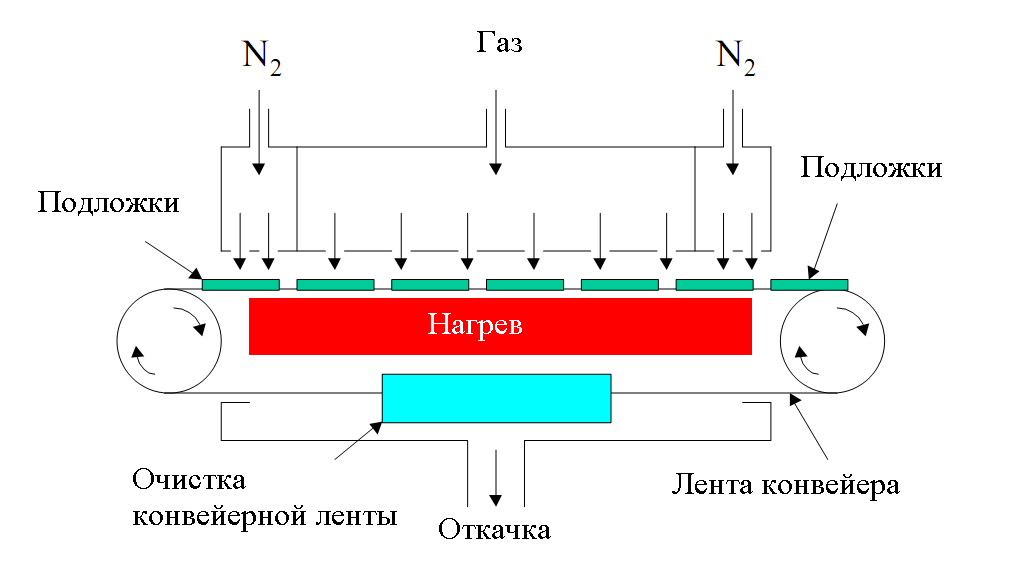 N₂
Газ
N₂
Подложки
Подложки
Нагрев
Очистка
конвейерной ленты
Лента конвейера
Откачка